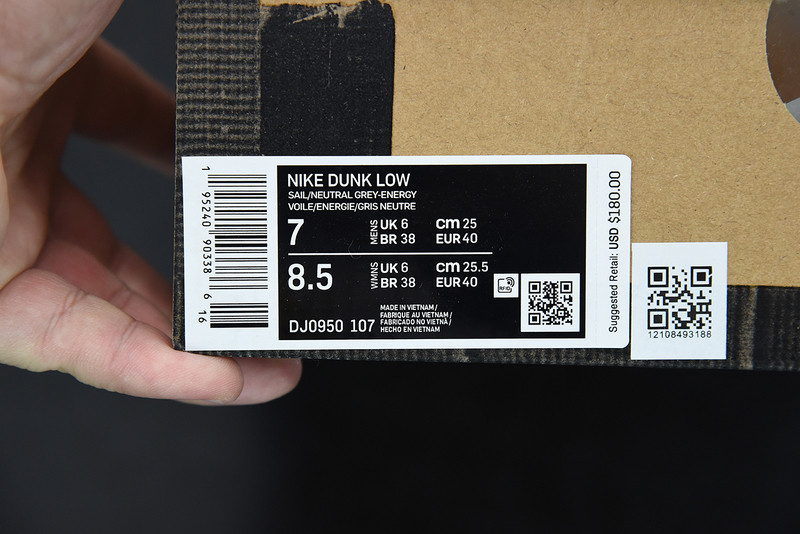 1 95240 90338 6 16
NIKE DUNK LOW
SAIL/NEUTRAL GREY-ENERGY
VOILE/ENERGIE/GRIS NEUTRE
7 MENS UK 6 cm 25
BR 38 EUR 40
8.5 WMNS UK 6 cm 25.5
BR 38 EUR 40
RFID
MADE IN VIETNAM /
FABRIQUE AU VIETNAM /
FABRICADO NO VIETNÃ /
HECHO EN VIETNAM
DJ0950 107
Suggested Retail: USD $180.00
12108493188